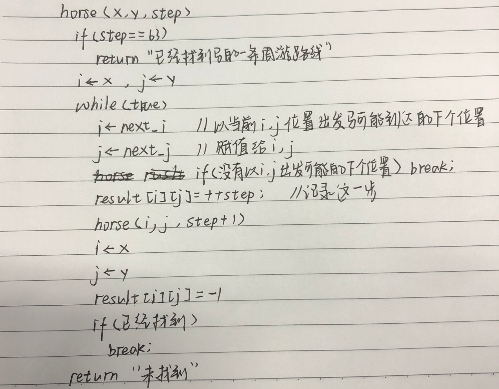 horse(x,y,step)
if(step==63)
return "已经找到马的一条周游路线"
i←x , j←y
while(true)
i←next_i //以当前i,j位置出发马可能到达的下个位置
j←next_j //赋值给i,j
if(没有以i,j出发可能的下个位置) break;
result[i][j]=++step; //记录这一步
horse(i,j,step+1)
i←x
j←y
result[i][j]=-1
if(已经找到)
break;
return "未找到"